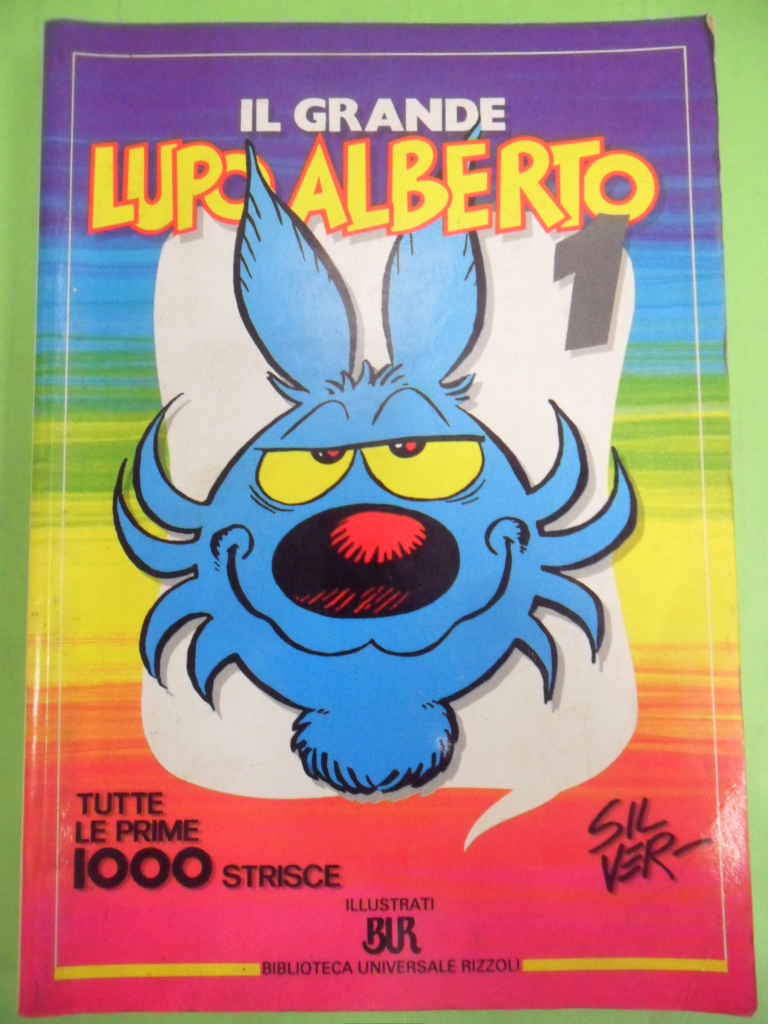 IL GRANDE
LUPO ALBERTO
1
TUTTE
LE PRIME
1000 STRISCE
SIL
VER
ILLUSTRATI
BUR
BIBLIOTECA UNIVERSALE RIZZOLI